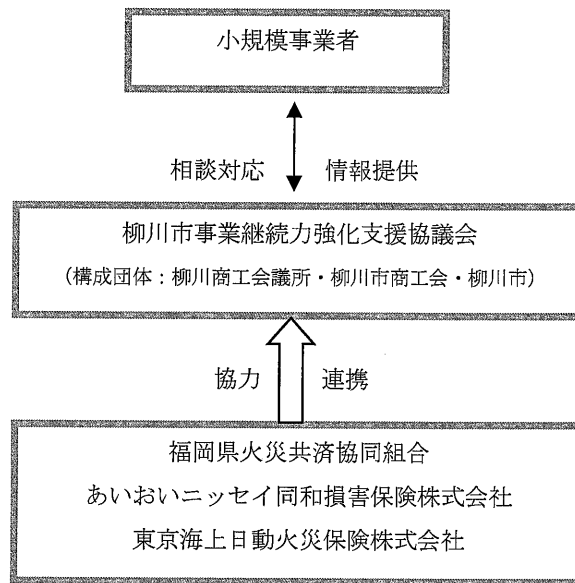 小規模事業者
相談対応 情報提供
柳川市事業継続力強化支援協議会
(構成団体：柳川商工会議所・柳川市商工会・柳川市)
協力 連携
福岡県火災共済協同組合
あいおいニッセイ同和損害保険株式会社
東京海上日動火災保険株式会社